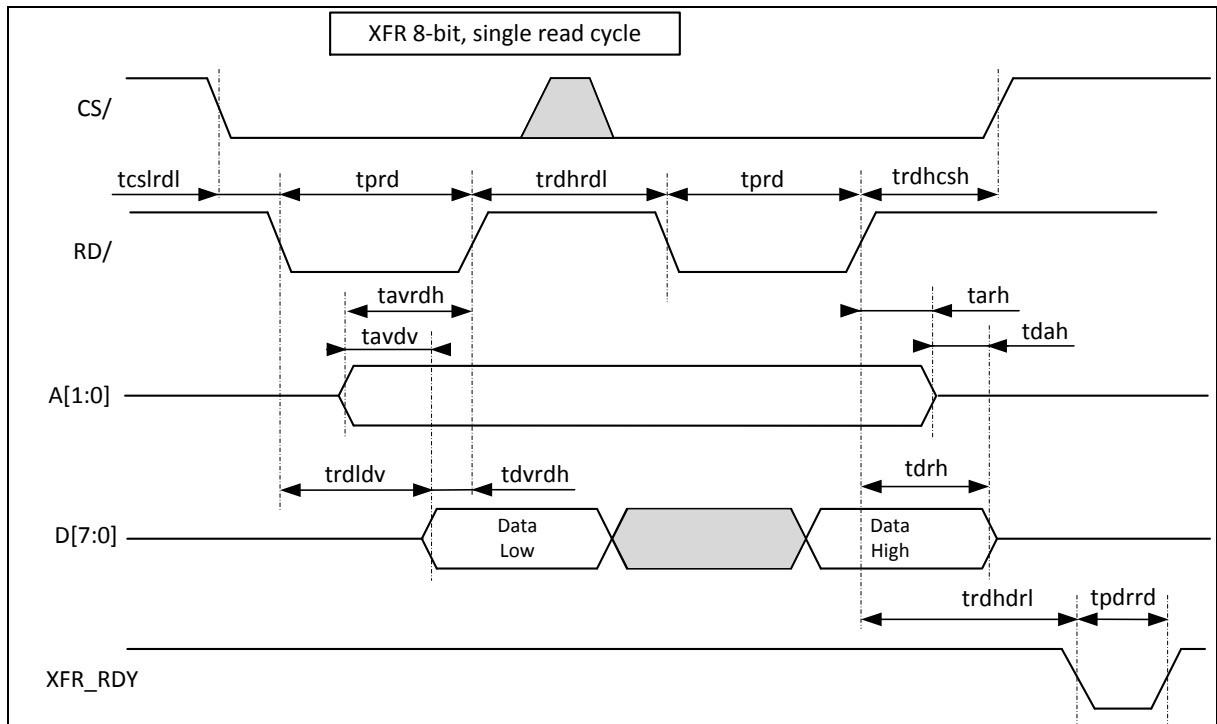 XFR 8-bit, single read cycle
CS/
tcslrdl tprd trdhrdl tprd trdhcsh
RD/
tavrdh tarh
tavdv tdah
A[1:0]
trdldv tdvrdh tdrh
D[7:0] Data Low Data High
trdhdrl tpdrrd
XFR_RDY